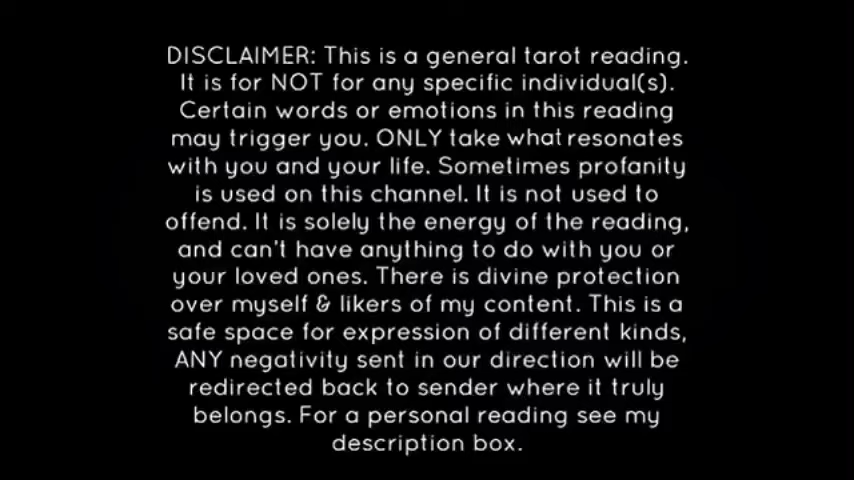 DISCLAIMER: This is a general tarot reading.
It is for NOT for any specific individual(s).
Certain words or emotions in this reading
may trigger you. ONLY take what resonates
with you and your life. Sometimes profanity
is used on this channel. It is not used to
offend. It is solely the energy of the reading,
and can't have anything to do with you or
your loved ones. There is divine protection
over myself & likers of my content. This is a
safe space for expression of different kinds,
ANY negativity sent in our direction will be
redirected back to sender where it truly
belongs. For a personal reading see my
description box.